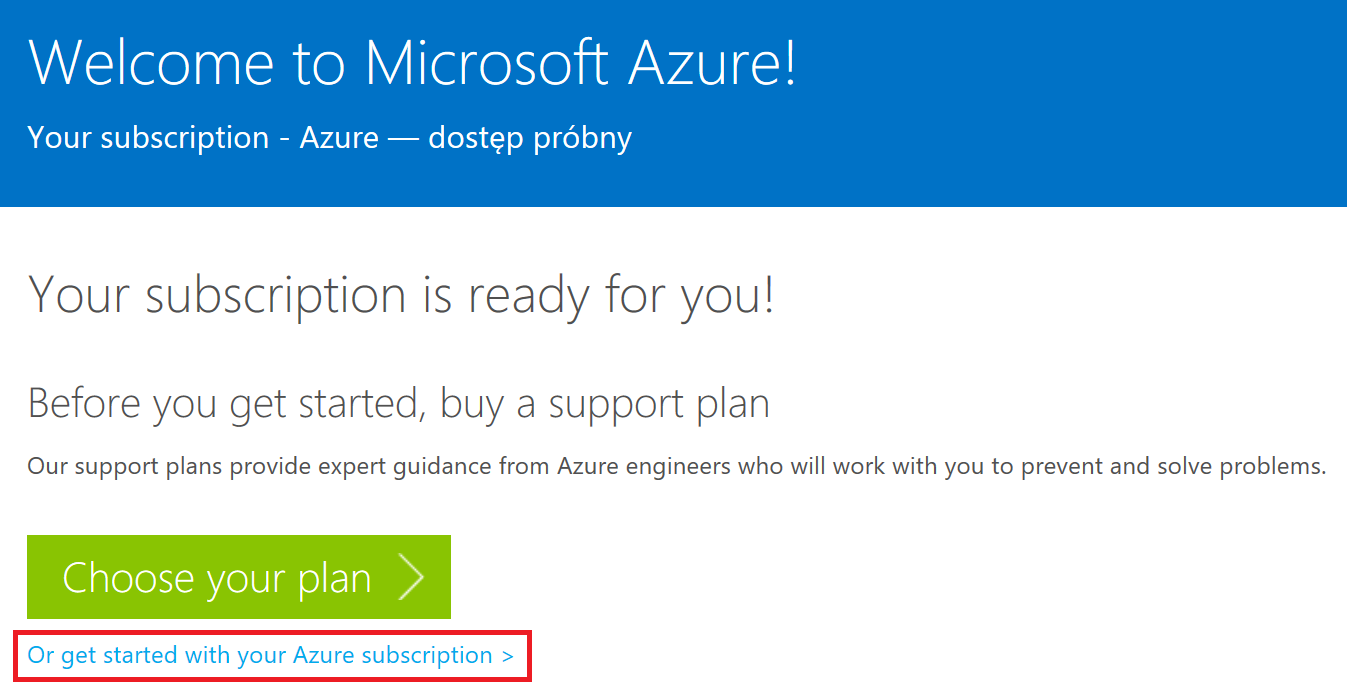 Welcome to Microsoft Azure!
Your subscription - Azure — dostęp próbny
Your subscription is ready for you!
Before you get started, buy a support plan
Our support plans provide expert guidance from Azure engineers who will work with you to prevent and solve problems.
Choose your plan
Or get started with your Azure subscription >